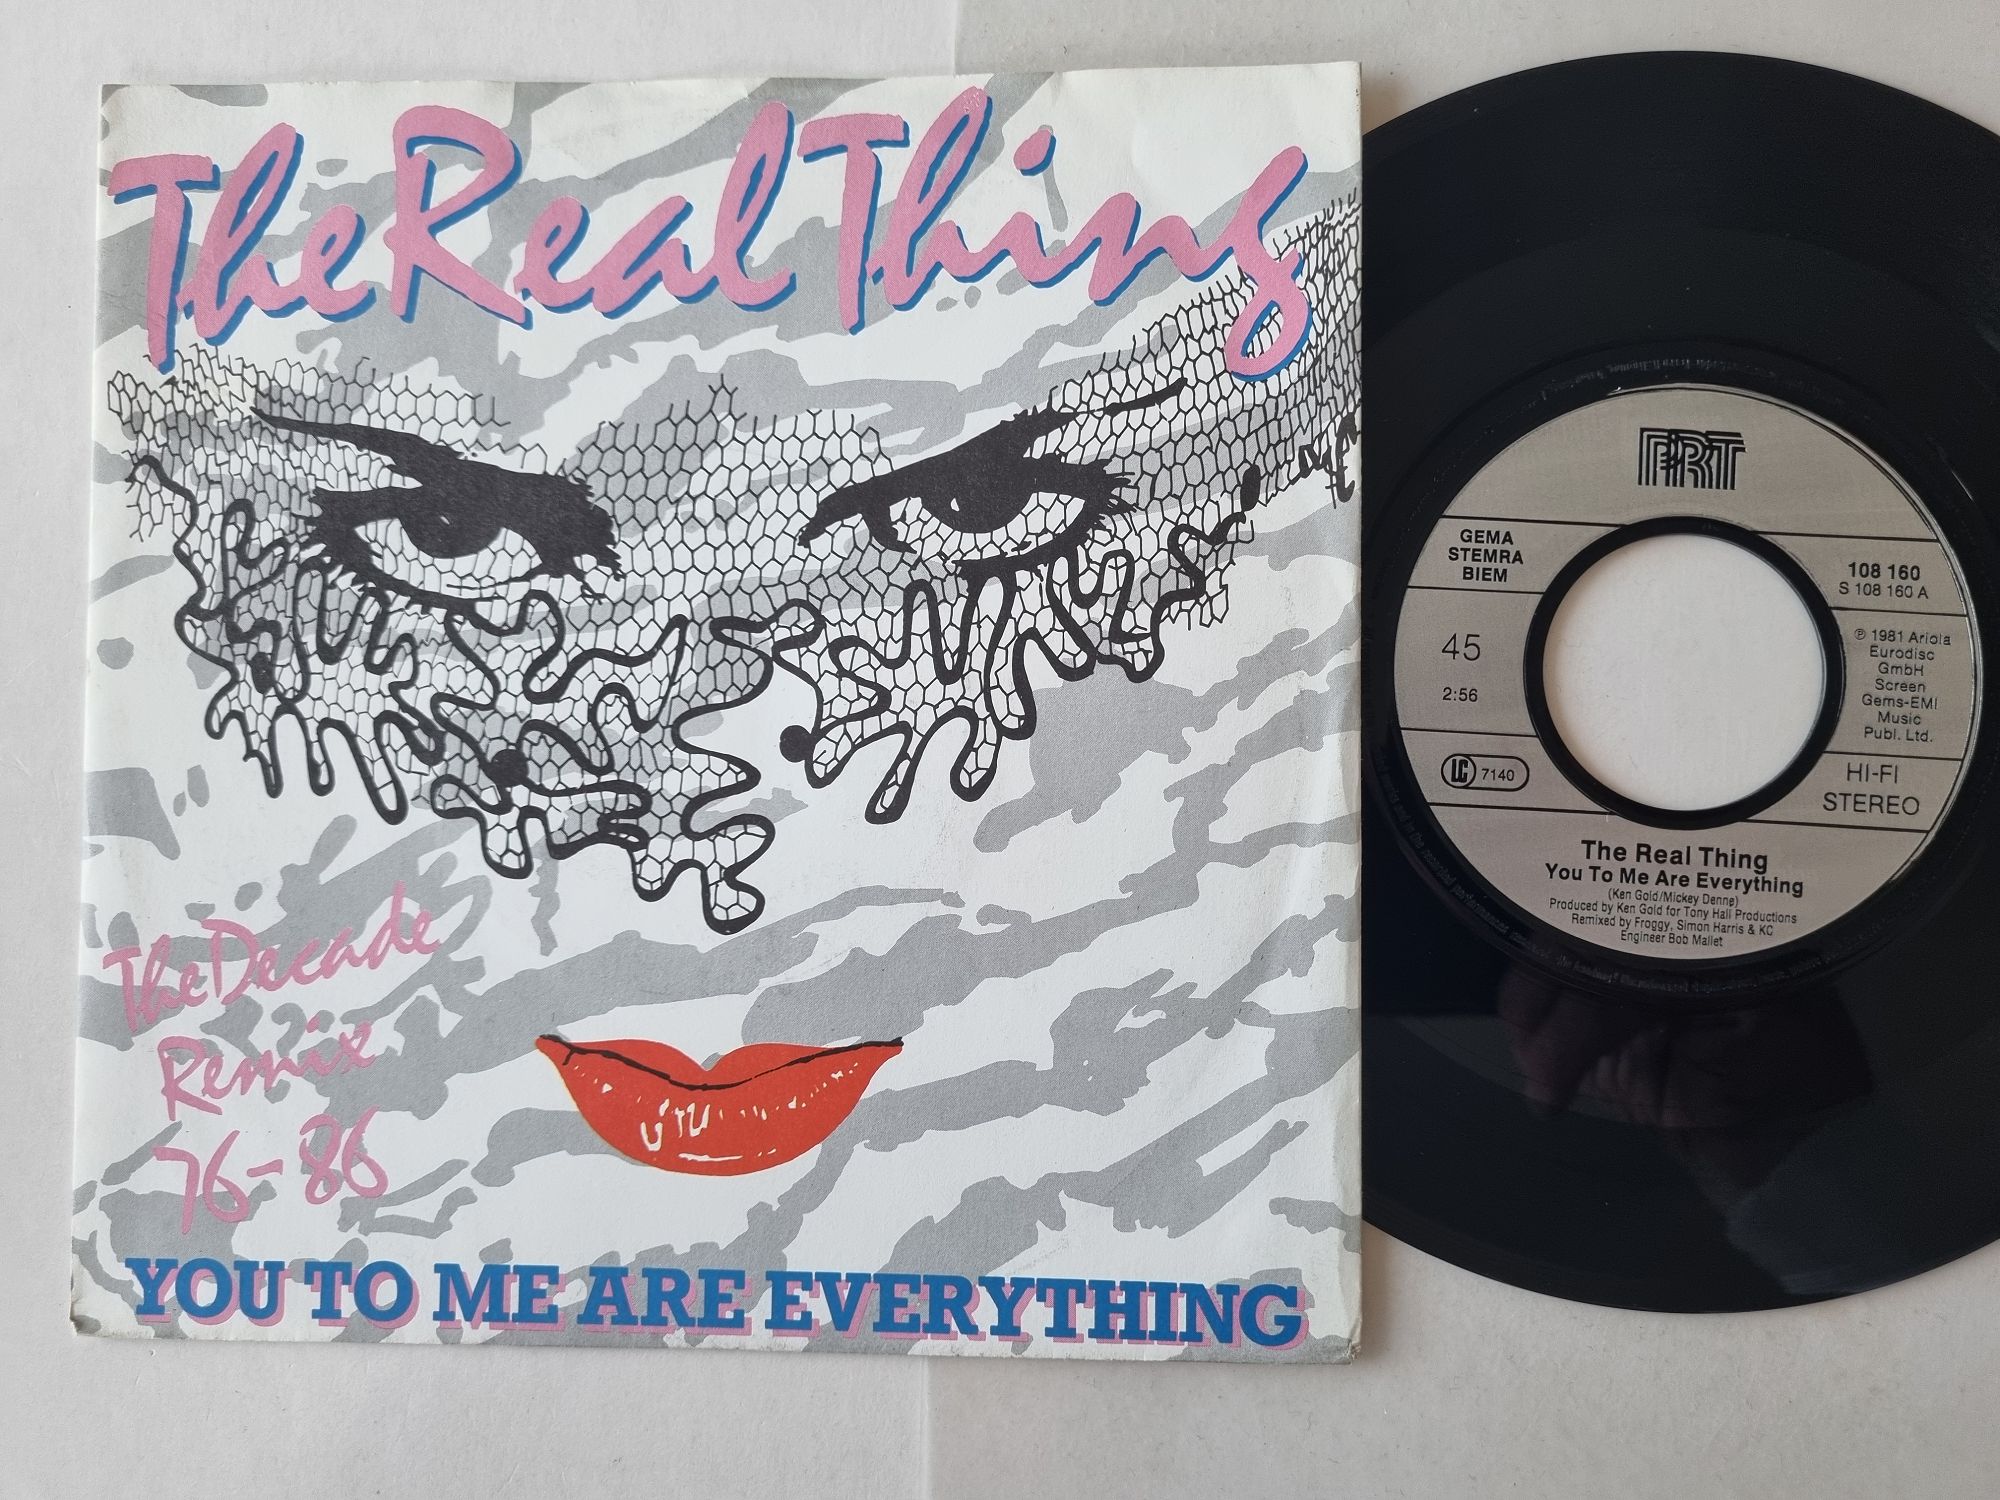 The Real Thing
The Decade
Remix
76-86
YOU TO ME ARE EVERYTHING
PRT
GEMA
STEMRA
BIEM
45
2:56
LC 7140
108 160
S 108 160 A
℗ 1981 Ariola
Eurodisc
GmbH
Screen
Gems-EMI
Music
Publ. Ltd.
HI-FI
STEREO
The Real Thing
You To Me Are Everything
(Ken Gold/Mickey Denne)
Produced by Ken Gold for Tony Hall Productions
Remixed by Froggy, Simon Harris & KC
Engineer Bob Mallet